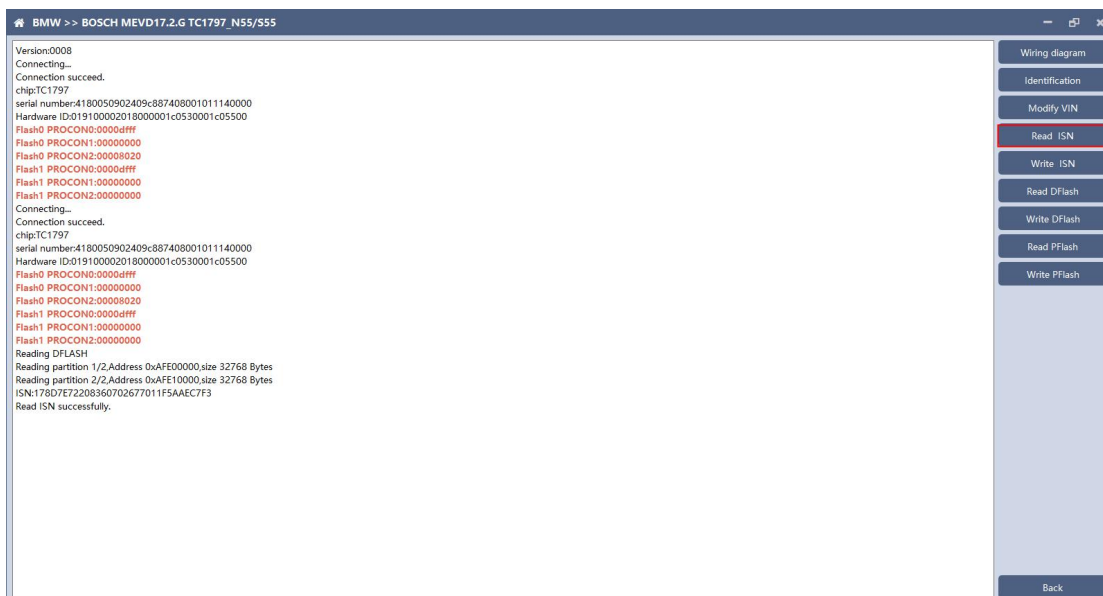 BMW >> BOSCH MEVD17.2.G TC1797_N55/S55
Version:0008
Connecting...
Connection succeed.
chip:TC1797
serial number:4180050902409c887408001011140000
Hardware ID:019100002018000001c0530001c05500
Flash0 PROCON0:0000dfff
Flash0 PROCON1:00000000
Flash0 PROCON2:00008020
Flash1 PROCON0:0000dfff
Flash1 PROCON1:00000000
Flash1 PROCON2:00000000
Connecting...
Connection succeed.
chip:TC1797
serial number:4180050902409c887408001011140000
Hardware ID:019100002018000001c0530001c05500
Flash0 PROCON0:0000dfff
Flash0 PROCON1:00000000
Flash0 PROCON2:00008020
Flash1 PROCON0:0000dfff
Flash1 PROCON1:00000000
Flash1 PROCON2:00000000
Reading DFLASH
Reading partition 1/2,Address 0xAFE00000,size 32768 Bytes
Reading partition 2/2,Address 0xAFE10000,size 32768 Bytes
ISN:178D7E72208360702677011F5AAEC7F3
Read ISN successfully.
Wiring diagram
Identification
Modify VIN
Read ISN
Write ISN
Read DFlash
Write DFlash
Read PFlash
Write PFlash
Back